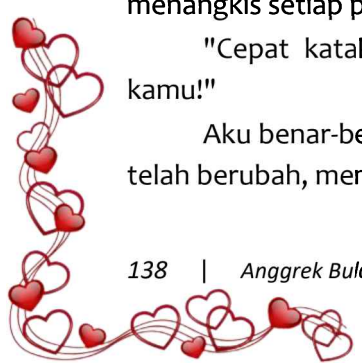 menangkis setiap
"Cepat
kamu!"
Aku
telah berubah,
138 | Anggrek